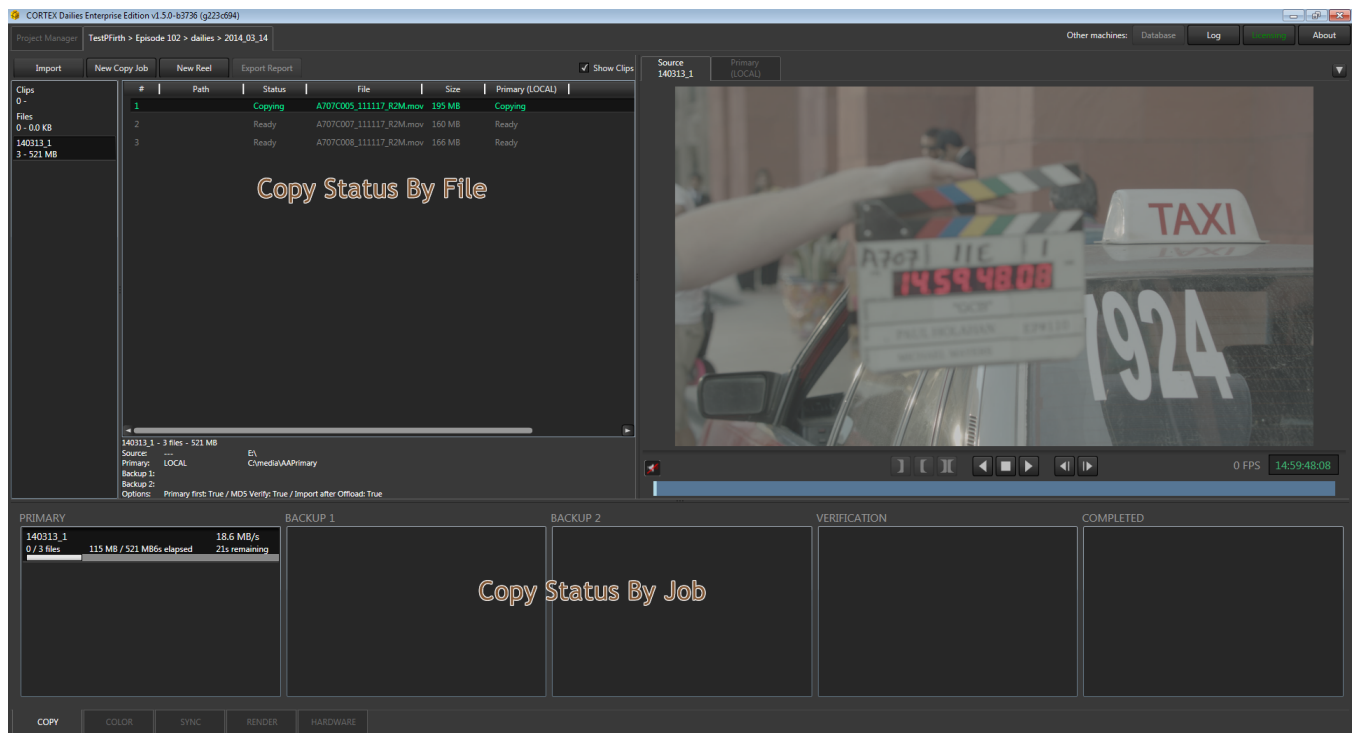 CORTEX Dailies Enterprise Edition v1.5.0-b3736 (g223c694)
Project Manager TestPFirth > Episode 102 > dailies > 2014_03_14 Other machines: Database Log Licensing About
Import New Copy Job New Reel Export Report Show Clips
Source
140313_1
Primary
(LOCAL)
Clips
0 -
Files
0 - 0.0 KB
140313_1
3 - 521 MB
# Path Status File Size Primary (LOCAL)
1 Copying A707C005_111117_R2M.mov 195 MB Copying
2 Ready A707C007_111117_R2M.mov 160 MB Ready
3 Ready A707C008_111117_R2M.mov 166 MB Ready
Copy Status By File
140313_1 - 3 files - 521 MB
Source: --- E:\
Primary: LOCAL C:\media\AAPrimary
Backup 1:
Backup 2:
Options: Primary first: True / MD5 Verify: True / Import after Offload: True
TAXI
A707 11E 1
14:59:48:08
1924
0 FPS 14:59:48:08
PRIMARY BACKUP 1 BACKUP 2 VERIFICATION COMPLETED
140313_1 18.6 MB/s
0 / 3 files 115 MB / 521 MB 6s elapsed 21s remaining
Copy Status By Job
COPY COLOR SYNC RENDER HARDWARE